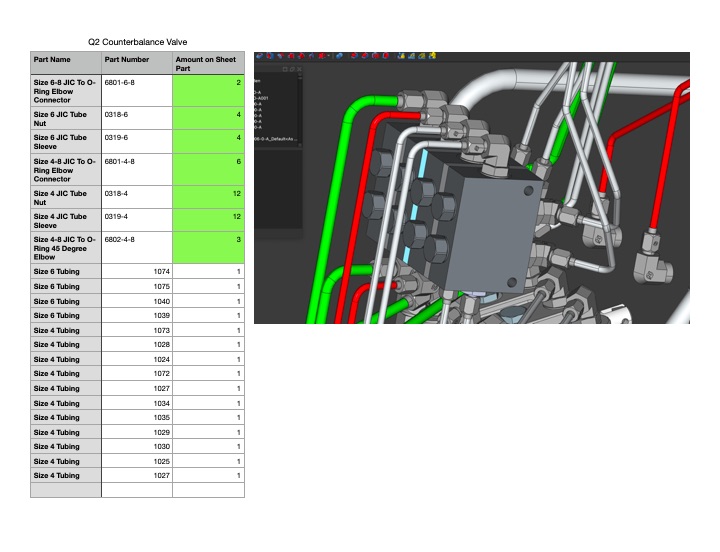 Q2 Counterbalance Valve
Part Name Part Number Amount on Sheet
Part
Size 6-8 JIC To O- 6801-6-8 2
Ring Elbow
Connector
Size 6 JIC Tube 0318-6 4
Nut
Size 6 JIC Tube 0319-6 4
Sleeve
Size 4-8 JIC To O- 6801-4-8 6
Ring Elbow
Connector
Size 4 JIC Tube 0318-4 12
Nut
Size 4 JIC Tube 0319-4 12
Sleeve
Size 4-8 JIC To O- 6802-4-8 3
Ring 45 Degree
Elbow
Size 6 Tubing 1074 1
Size 6 Tubing 1075 1
Size 6 Tubing 1040 1
Size 6 Tubing 1039 1
Size 4 Tubing 1073 1
Size 4 Tubing 1028 1
Size 4 Tubing 1024 1
Size 4 Tubing 1072 1
Size 4 Tubing 1027 1
Size 4 Tubing 1034 1
Size 4 Tubing 1035 1
Size 4 Tubing 1029 1
Size 4 Tubing 1030 1
Size 4 Tubing 1025 1
Size 4 Tubing 1027 1